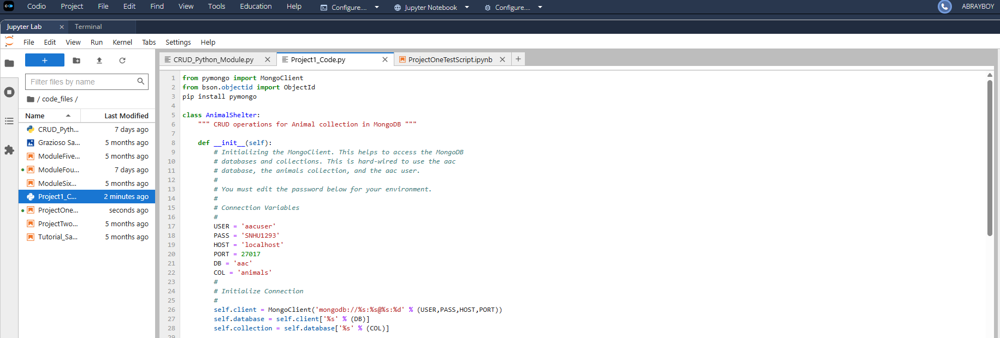 Codio Project File Edit Find View Tools Education Help Configure.... Jupyter Notebook Configure.... ABRAYBOY
Jupyter Lab Terminal
File Edit View Run Kernel Tabs Settings Help
+
Filter files by name
/ code_files /
Name Last Modified
CRUD_Pyth... 7 days ago
Grazioso Sa... 5 months ago
ModuleFive... 5 months ago
ModuleFou... 7 days ago
ModuleSix... 5 months ago
Project1_C... 2 minutes ago
ProjectOne... seconds ago
ProjectTwo... 5 months ago
Tutorial_Sa... 5 months ago
CRUD_Python_Module.py Project1_Code.py ProjectOneTestScript.ipynb +
1 from pymongo import MongoClient
2 from bson.objectid import ObjectId
3 pip install pymongo
4
5 class AnimalShelter:
6 """ CRUD operations for Animal collection in MongoDB """
7
8 def __init__(self):
9 # Initializing the MongoClient. This helps to access the MongoDB
10 # databases and collections. This is hard-wired to use the aac
11 # database, the animals collection, and the aac user.
12 #
13 # You must edit the password below for your environment.
14 #
15 # Connection Variables
16 #
17 USER = 'aacuser'
18 PASS = 'SNHU1293'
19 HOST = 'localhost'
20 PORT = 27017
21 DB = 'aac'
22 COL = 'animals'
23 #
24 # Initialize Connection
25 #
26 self.client = MongoClient('mongodb://%s:%s@%s:%d' % (USER,PASS,HOST,PORT))
27 self.database = self.client['%s' % (DB)]
28 self.collection = self.database['%s' % (COL)]
29